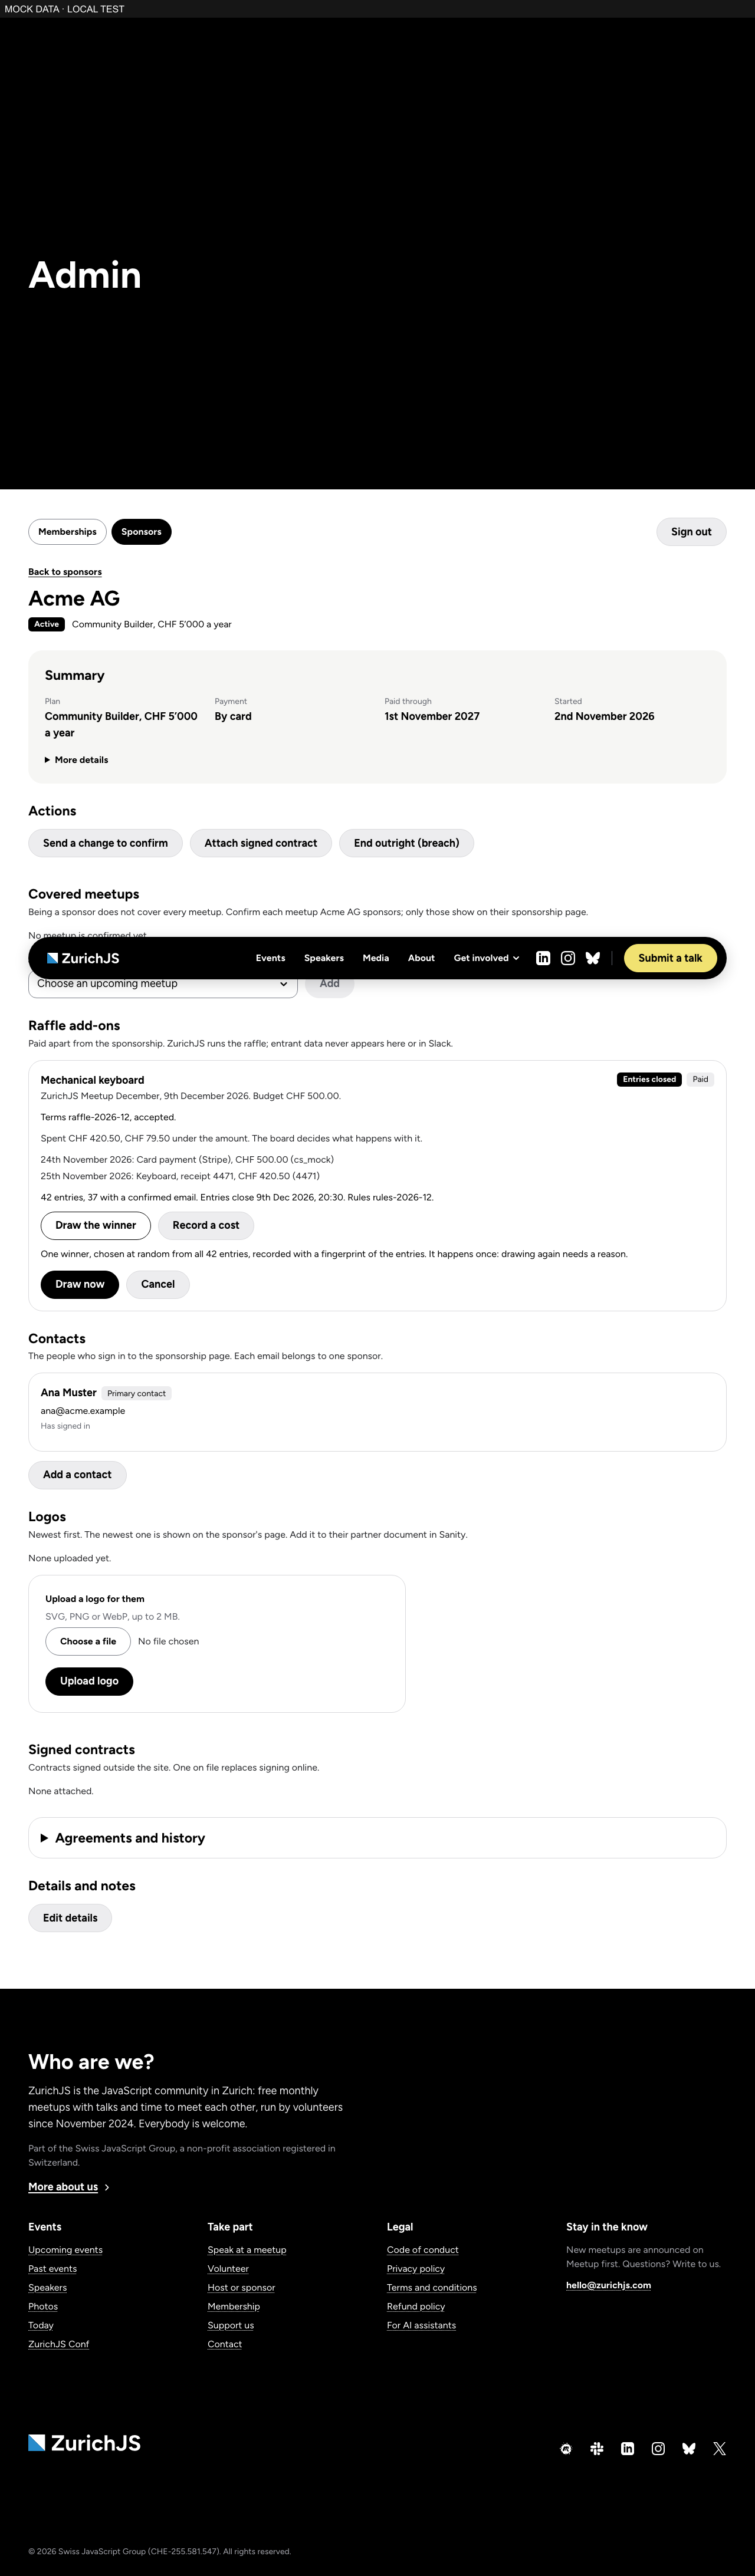 MOCK DATA · LOCAL TEST
Admin
Memberships
Sponsors
Sign out
Back to sponsors
Acme AG
Active
Community Builder, CHF 5’000 a year
Summary
Plan
Community Builder, CHF 5’000
a year
Payment
By card
Paid through
1st November 2027
Started
2nd November 2026
More details
Actions
Send a change to confirm
Attach signed contract
End outright (breach)
Covered meetups
Being a sponsor does not cover every meetup. Confirm each meetup Acme AG sponsors; only those show on their sponsorship page.
No meetup is confirmed yet.
ZurichJS
Events
Speakers
Media
About
Get involved
Submit a talk
Choose an upcoming meetup
Add
Raffle add-ons
Paid apart from the sponsorship. ZurichJS runs the raffle; entrant data never appears here or in Slack.
Mechanical keyboard
Entries closed
Paid
ZurichJS Meetup December, 9th December 2026. Budget CHF 500.00.
Terms raffle-2026-12, accepted.
Spent CHF 420.50, CHF 79.50 under the amount. The board decides what happens with it.
24th November 2026: Card payment (Stripe), CHF 500.00 (cs_mock)
25th November 2026: Keyboard, receipt 4471, CHF 420.50 (4471)
42 entries, 37 with a confirmed email. Entries close 9th Dec 2026, 20:30. Rules rules-2026-12.
Draw the winner
Record a cost
One winner, chosen at random from all 42 entries, recorded with a fingerprint of the entries. It happens once: drawing again needs a reason.
Draw now
Cancel
Contacts
The people who sign in to the sponsorship page. Each email belongs to one sponsor.
Ana Muster
Primary contact
ana@acme.example
Has signed in
Add a contact
Logos
Newest first. The newest one is shown on the sponsor's page. Add it to their partner document in Sanity.
None uploaded yet.
Upload a logo for them
SVG, PNG or WebP, up to 2 MB.
Choose a file
No file chosen
Upload logo
Signed contracts
Contracts signed outside the site. One on file replaces signing online.
None attached.
Agreements and history
Details and notes
Edit details
Who are we?
ZurichJS is the JavaScript community in Zurich: free monthly
meetups with talks and time to meet each other, run by volunteers
since November 2024. Everybody is welcome.
Part of the Swiss JavaScript Group, a non-profit association registered in
Switzerland.
More about us
Events
Upcoming events
Past events
Speakers
Photos
Today
ZurichJS Conf
Take part
Speak at a meetup
Volunteer
Host or sponsor
Membership
Support us
Contact
Legal
Code of conduct
Privacy policy
Terms and conditions
Refund policy
For AI assistants
Stay in the know
New meetups are announced on
Meetup first. Questions? Write to us.
hello@zurichjs.com
ZurichJS
© 2026 Swiss JavaScript Group (CHE-255.581.547). All rights reserved.